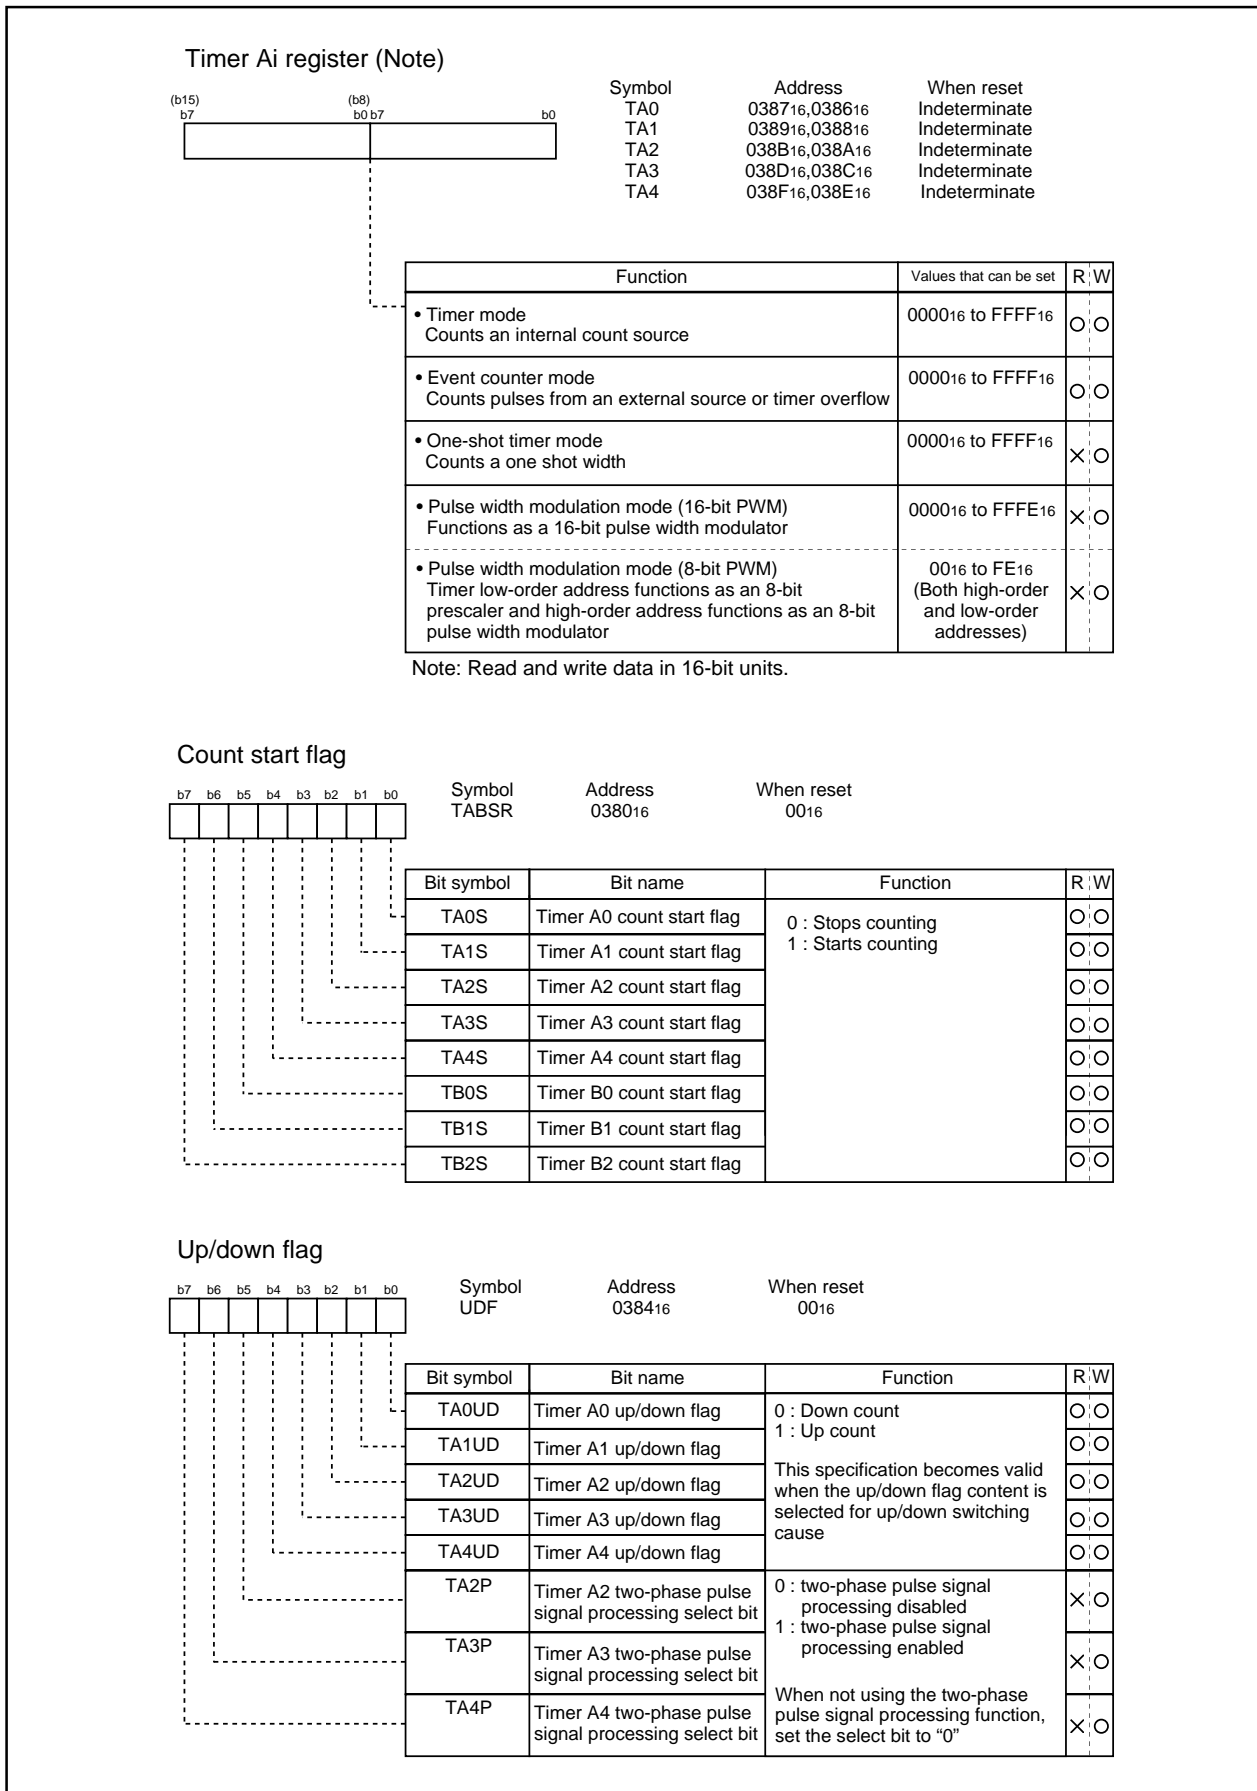 Timer Ai register (Note)
Symbol Address When reset
TA0 038716,038616 Indeterminate
TA1 038916,038816 Indeterminate
TA2 038B16,038A16 Indeterminate
TA3 038D16,038C16 Indeterminate
TA4 038F16,038E16 Indeterminate
(b15) (b8)
b7 b0 b7 b0
Function Values that can be set R W
• Timer mode 000016 to FFFF16
Counts an internal count source
• Event counter mode 000016 to FFFF16
Counts pulses from an external source or timer overflow
• One-shot timer mode 000016 to FFFF16
Counts a one shot width
• Pulse width modulation mode (16-bit PWM) 000016 to FFFE16
Functions as a 16-bit pulse width modulator
• Pulse width modulation mode (8-bit PWM) 0016 to FE16
Timer low-order address functions as an 8-bit (Both high-order
prescaler and high-order address functions as an 8-bit and low-order
pulse width modulator addresses)
Note: Read and write data in 16-bit units.
Count start flag
b7 b6 b5 b4 b3 b2 b1 b0
Symbol Address When reset
TABSR 038016 0016
Bit symbol Bit name Function R W
TA0S Timer A0 count start flag 0 : Stops counting
TA1S Timer A1 count start flag 1 : Starts counting
TA2S Timer A2 count start flag
TA3S Timer A3 count start flag
TA4S Timer A4 count start flag
TB0S Timer B0 count start flag
TB1S Timer B1 count start flag
TB2S Timer B2 count start flag
Up/down flag
b7 b6 b5 b4 b3 b2 b1 b0
Symbol Address When reset
UDF 038416 0016
Bit symbol Bit name Function R W
TA0UD Timer A0 up/down flag 0 : Down count
1 : Up count
TA1UD Timer A1 up/down flag
This specification becomes valid
TA2UD Timer A2 up/down flag when the up/down flag content is
TA3UD Timer A3 up/down flag selected for up/down switching
cause
TA4UD Timer A4 up/down flag
TA2P Timer A2 two-phase pulse 0 : two-phase pulse signal
signal processing select bit processing disabled
1 : two-phase pulse signal
TA3P Timer A3 two-phase pulse processing enabled
signal processing select bit
When not using the two-phase
TA4P Timer A4 two-phase pulse pulse signal processing function,
signal processing select bit set the select bit to “0”